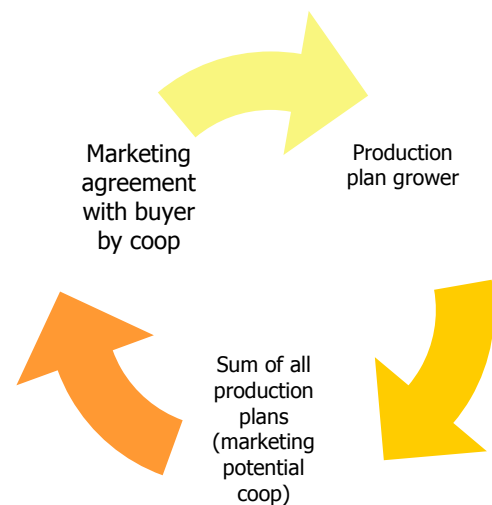 Marketing
agreement
with buyer
by coop
Production
plan grower
Sum of all
production
plans
(marketing
potential
coop)